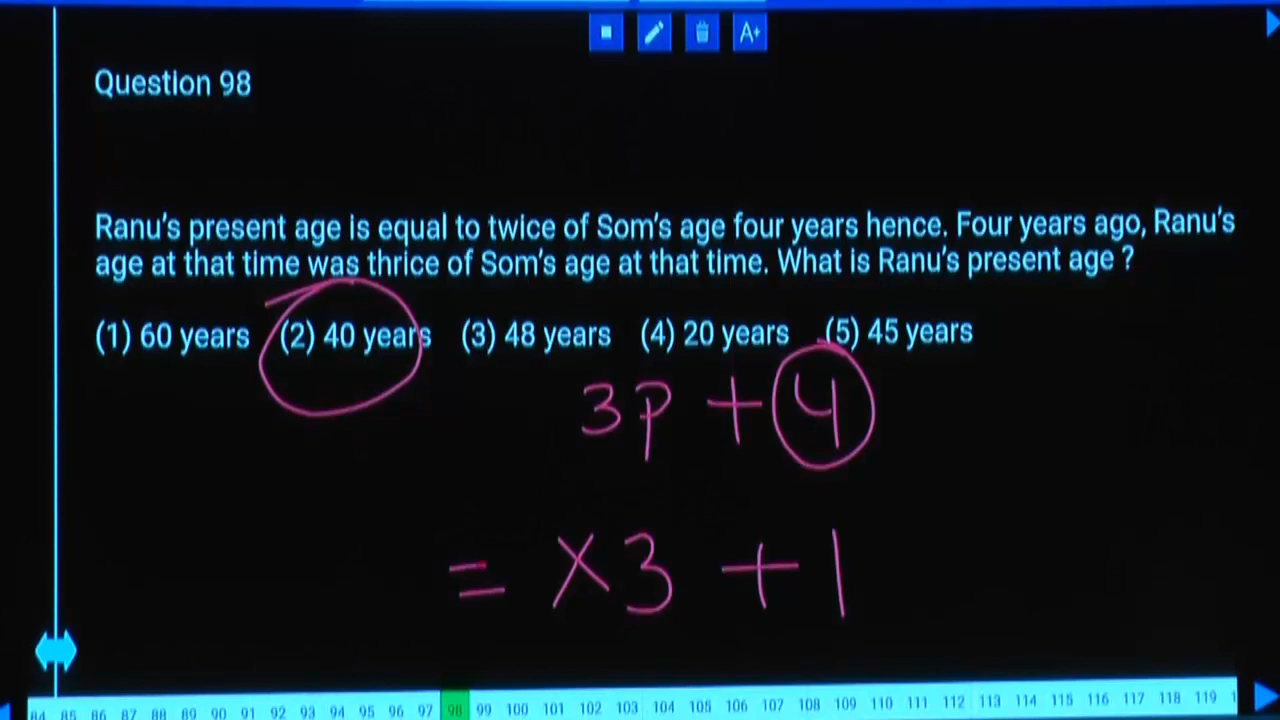 A+
Question 98
Ranu's present age is equal to twice of Som's age four years hence. Four years ago, Ranu's
age at that time was thrice of Som's age at that time. What is Ranu's present age ?
(1) 60 years (2) 40 years (3) 48 years (4) 20 years (5) 45 years
3p + 4
= x3 + 1
84 85 86 87 88 89 90 91 92 93 94 95 96 97 98 99 100 101 102 103 104 105 106 107 108 109 110 111 112 113 114 115 116 117 118 119